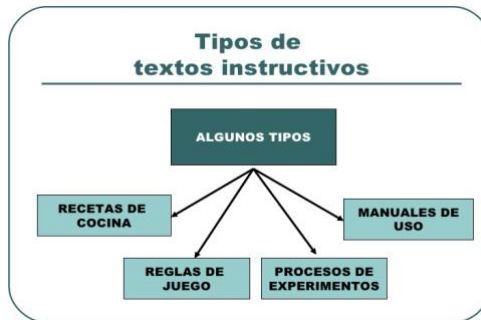 Tipos de
textos instructivos
ALGUNOS TIPOS
RECETAS DE
COCINA
MANUALES DE
USO
REGLAS DE
JUEGO
PROCESOS DE
EXPERIMENTOS